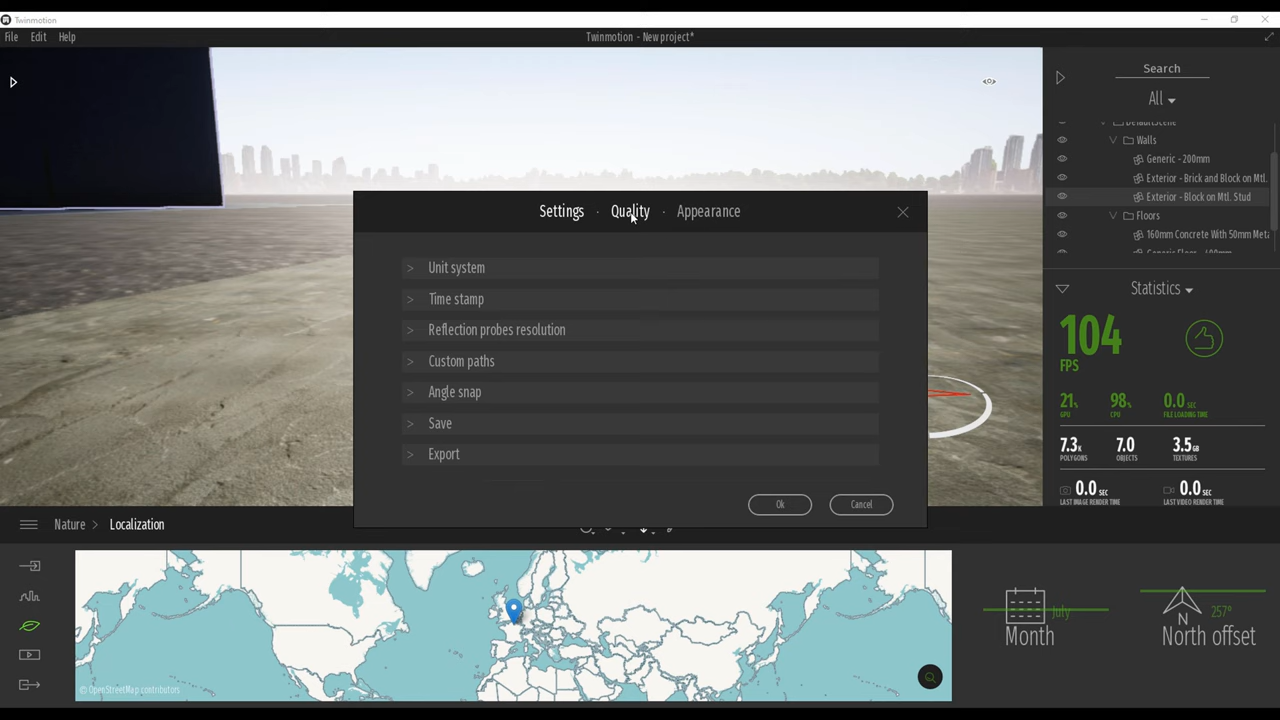 Twinmotion
File Edit Help
Twinmotion - New project*
Search
All
DefaultScene
Walls
Generic - 200mm
Exterior - Brick and Block on Mtl.
Exterior - Block on Mtl. Stud
Floors
160mm Concrete With 50mm Meta
Statistics
104
FPS
21% 98% 0.0 SEC
GPU CPU FILE LOADING TIME
7.3K 7.0 3.5GB
POLYGONS OBJECTS TEXTURES
0.0 SEC 0.0 SEC
LAST IMAGE RENDER TIME LAST VIDEO RENDER TIME
Settings · Quality · Appearance
> Unit system
> Time stamp
> Reflection probes resolution
> Custom paths
> Angle snap
> Save
> Export
Ok Cancel
Nature > Localization
© OpenStreetMap contributors
July
Month
N
257°
North offset